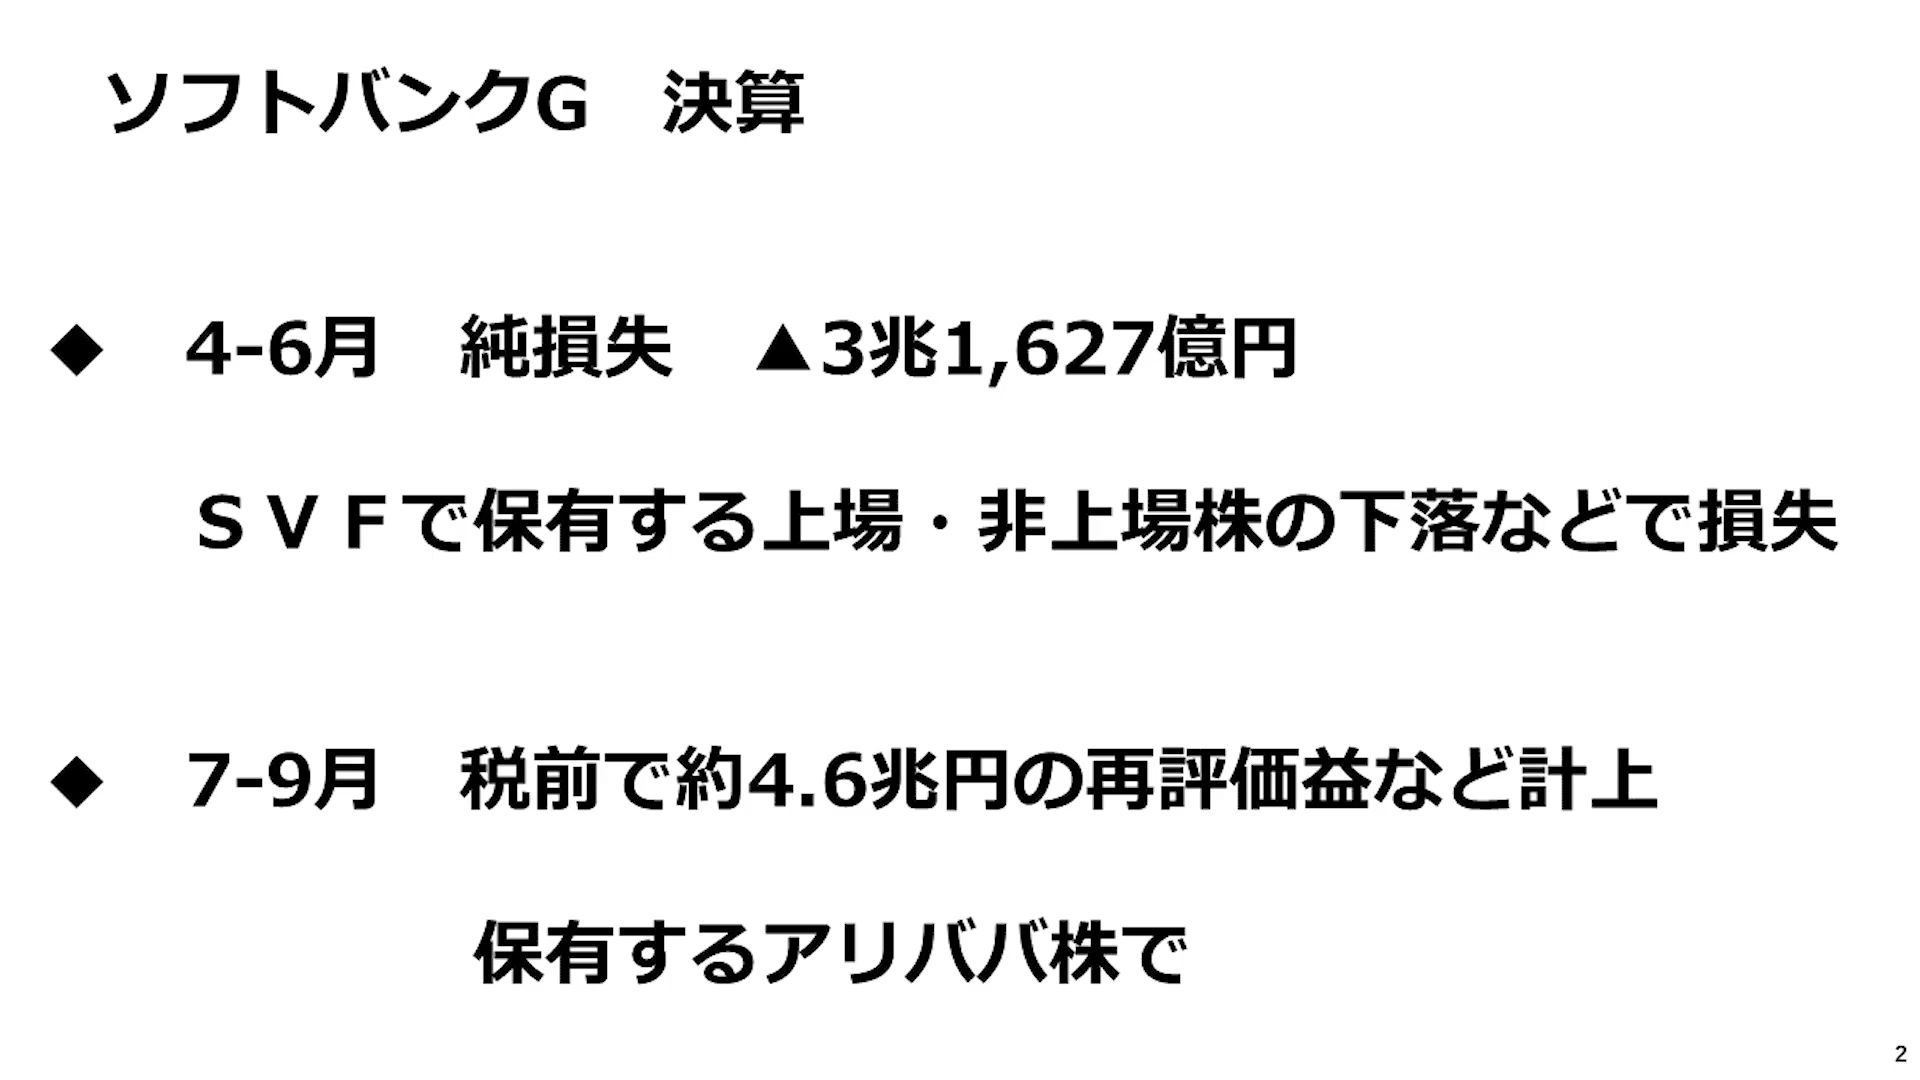 ソフトバンクG　決算
◆　4-6月　純損失　▲3兆1,627億円
ＳＶＦで保有する上場・非上場株の下落などで損失
◆　7-9月　税前で約4.6兆円の再評価益など計上
保有するアリババ株で
2